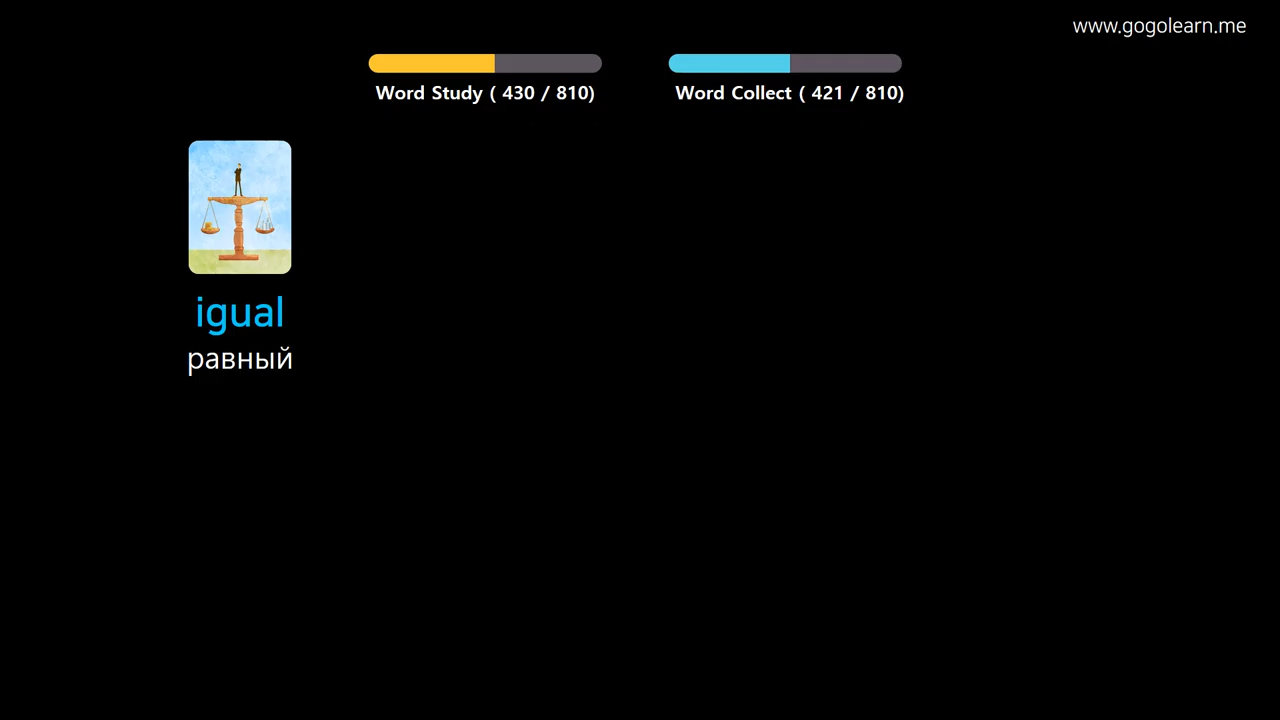 www.gogolearn.me
Word Study ( 430 / 810)
Word Collect ( 421 / 810)
igual
равный